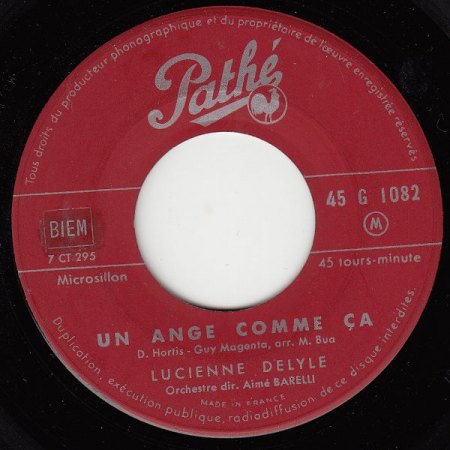 Tous droits du producteur phonographique et du propriétaire de l'œuvre enregistrée réservés
Pathé
45 G 1082
M
BIEM
7 CT 295
Microsillon
45 tours-minute
UN ANGE COMME ÇA
D. Hortis - Guy Magenta, arr. M. Bua
LUCIENNE DELYLE
Orchestre dir. Aimé BARELLI
MADE IN FRANCE
Duplication, exécution publique, radiodiffusion de ce disque interdites.